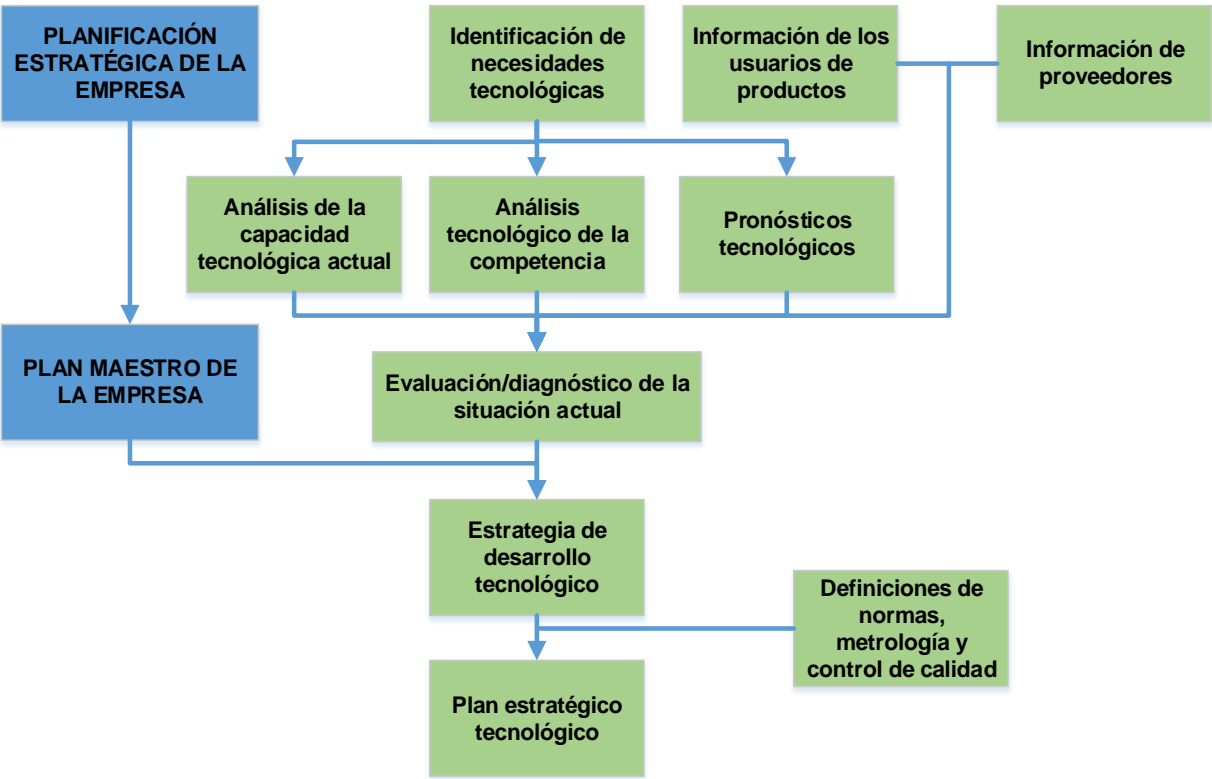 PLANIFICACIÓN
ESTRATÉGICA DE LA
EMPRESA
Identificación de
necesidades
tecnológicas
Información de los
usuarios de
productos
Información de
proveedores
Análisis de la
capacidad
tecnológica actual
Análisis
tecnológico de la
competencia
Pronósticos
tecnológicos
PLAN MAESTRO DE
LA EMPRESA
Evaluación/diagnóstico de la
situación actual
Estrategia de
desarrollo
tecnológico
Definiciones de
normas,
metrología y
control de calidad
Plan estratégico
tecnológico